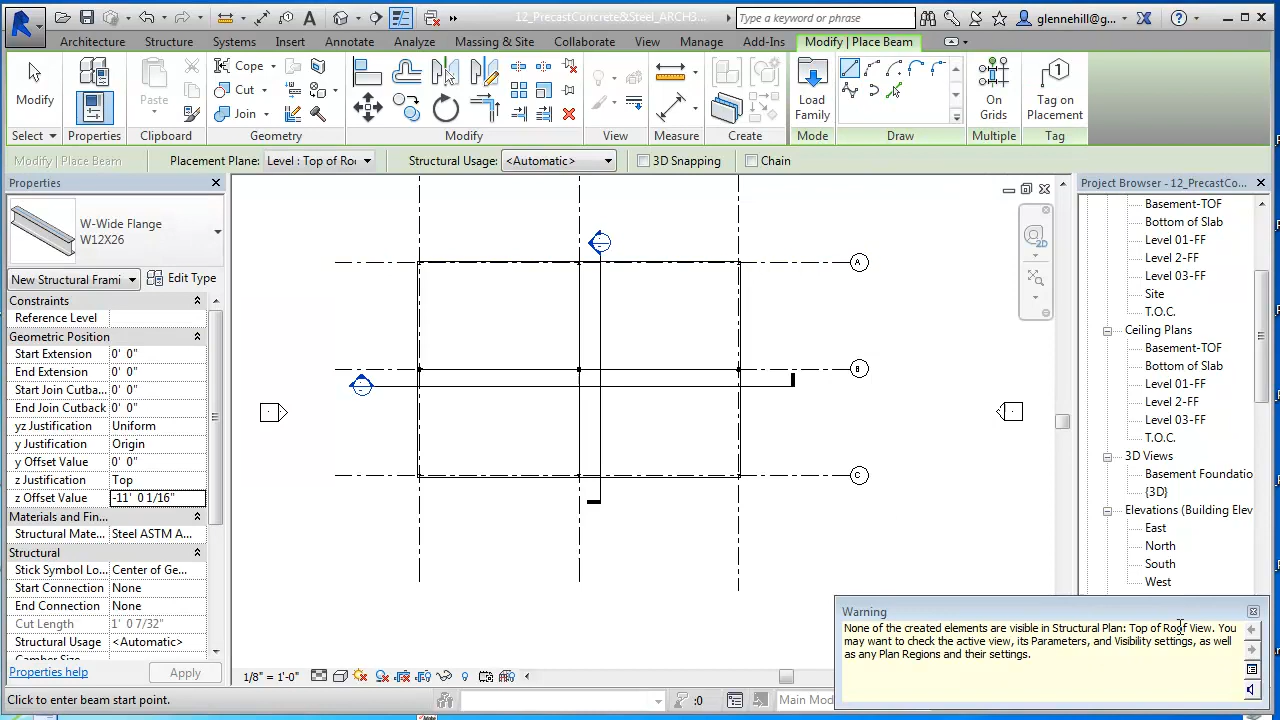 12_PrecastConcrete&Steel_ARCH3...
Type a keyword or phrase
glennehill@g...
Architecture
Structure
Systems
Insert
Annotate
Analyze
Massing & Site
Collaborate
View
Manage
Add-Ins
Modify | Place Beam
Modify
Properties
Paste
Cope
Cut
Join
Load
Family
On
Grids
Tag on
Placement
1
Select
Properties
Clipboard
Geometry
Modify
View
Measure
Create
Mode
Draw
Multiple
Tag
Modify | Place Beam
Placement Plane:
Level : Top of Roo
Structural Usage:
<Automatic>
3D Snapping
Chain
Properties
W-Wide Flange
W12X26
New Structural Frami
Edit Type
Constraints
Reference Level
Geometric Position
Start Extension 0' 0"
End Extension 0' 0"
Start Join Cutba... 0' 0"
End Join Cutback 0' 0"
yz Justification Uniform
y Justification Origin
y Offset Value 0' 0"
z Justification Top
z Offset Value -11' 0 1/16"
Materials and Fin...
Structural Mate... Steel ASTM A...
Structural
Stick Symbol Lo... Center of Ge...
Start Connection None
End Connection None
Cut Length 1' 0 7/32"
Structural Usage <Automatic>
Properties help
Apply
A
B
C
2D
1/8" = 1'-0"
Project Browser - 12_PrecastCo...
Basement-TOF
Bottom of Slab
Level 01-FF
Level 2-FF
Level 03-FF
Site
T.O.C.
Ceiling Plans
Basement-TOF
Bottom of Slab
Level 01-FF
Level 2-FF
Level 03-FF
T.O.C.
3D Views
Basement Foundatio
{3D}
Elevations (Building Elev
East
North
South
West
Warning
None of the created elements are visible in Structural Plan: Top of Roof View. You
may want to check the active view, its Parameters, and Visibility settings, as well
as any Plan Regions and their settings.
Click to enter beam start point.
:0
Main Mod